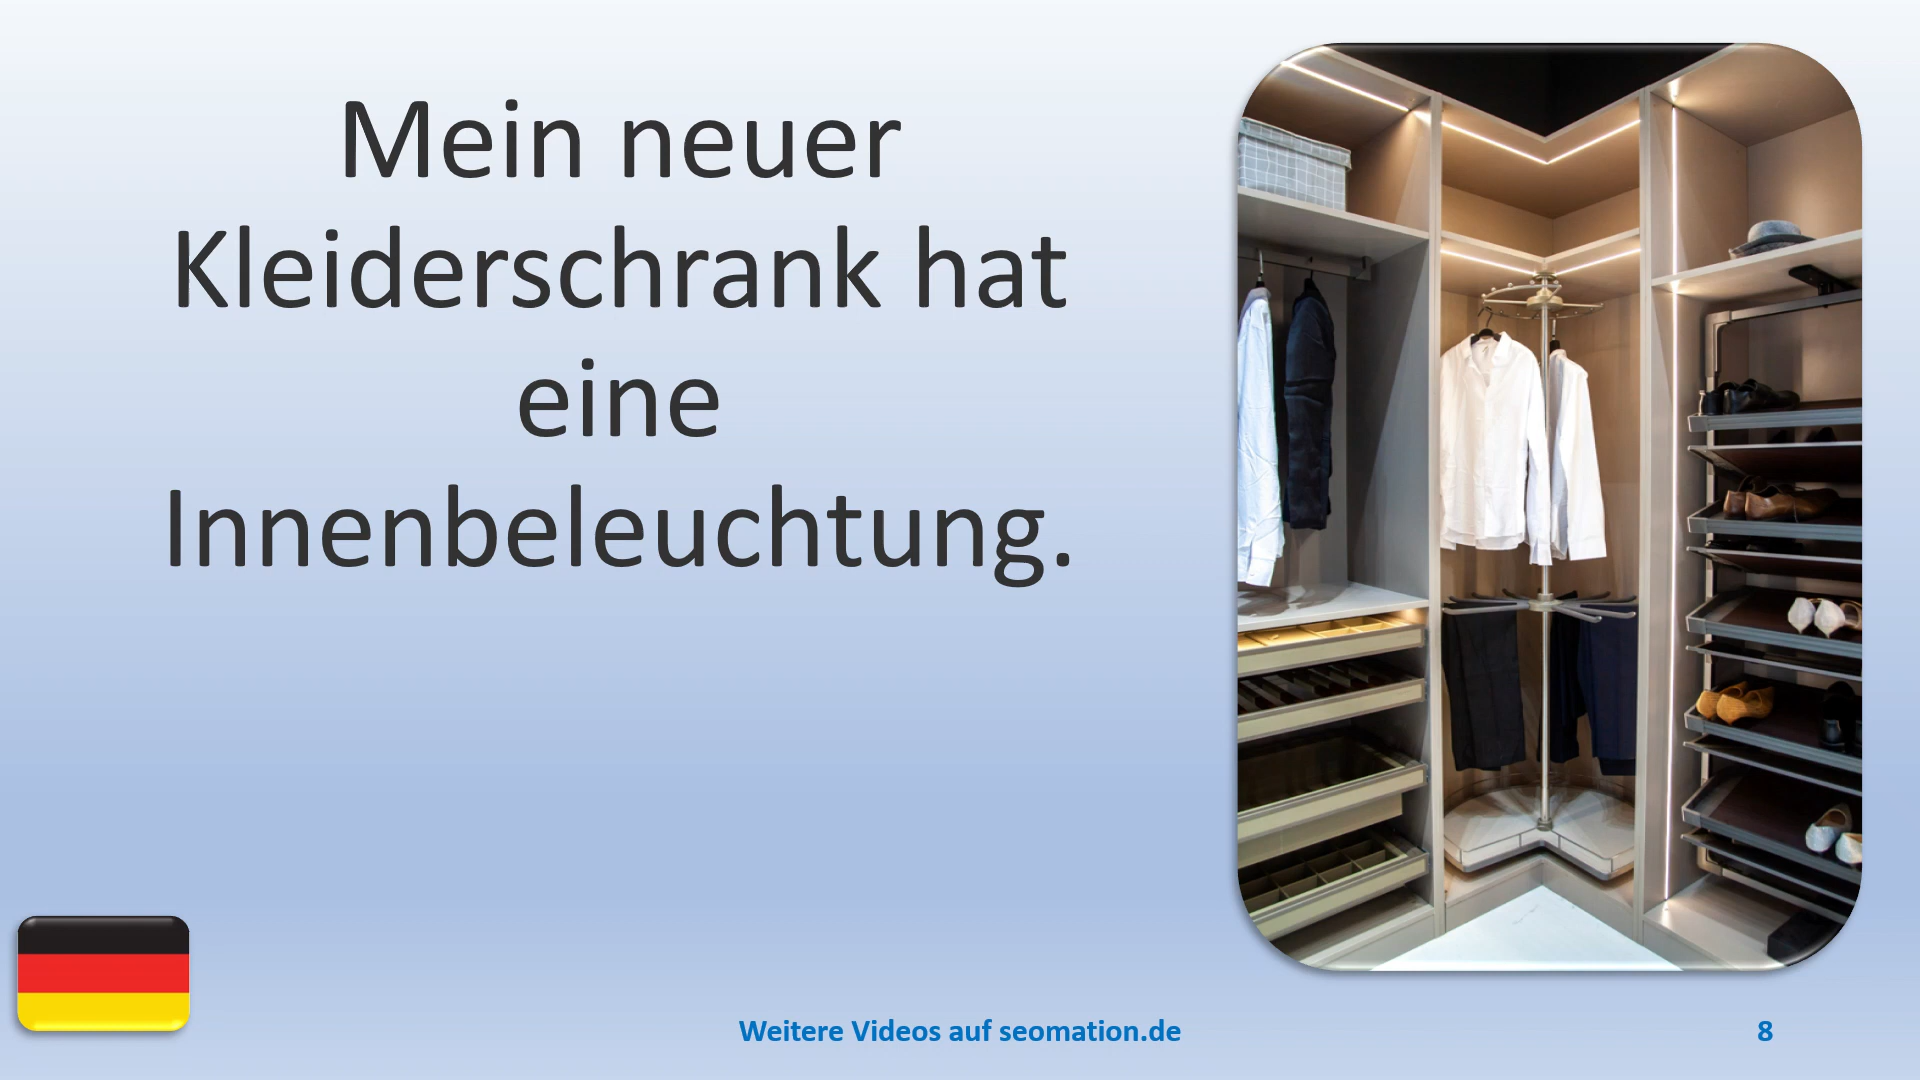 Mein neuer
Kleiderschrank hat
eine
Innenbeleuchtung.
Weitere Videos auf seomation.de
8